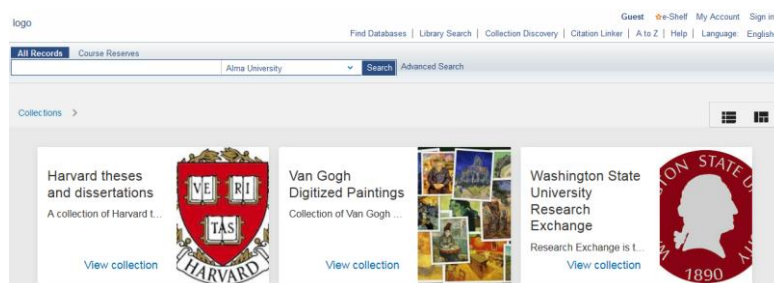 logo
Guest e-Shelf My Account Sign in
Find Databases | Library Search | Collection Discovery | Citation Linker | A to Z | Help | Language: English
All Records Course Reserves
Alma University Search Advanced Search
Collections >
Harvard theses
and dissertations
A collection of Harvard t...
View collection
VE RI
TAS
HARVARD
Van Gogh
Digitized Paintings
Collection of Van Gogh ...
View collection
Washington State
University
Research
Exchange
Research Exchange is t...
View collection
ON STATE U
1890